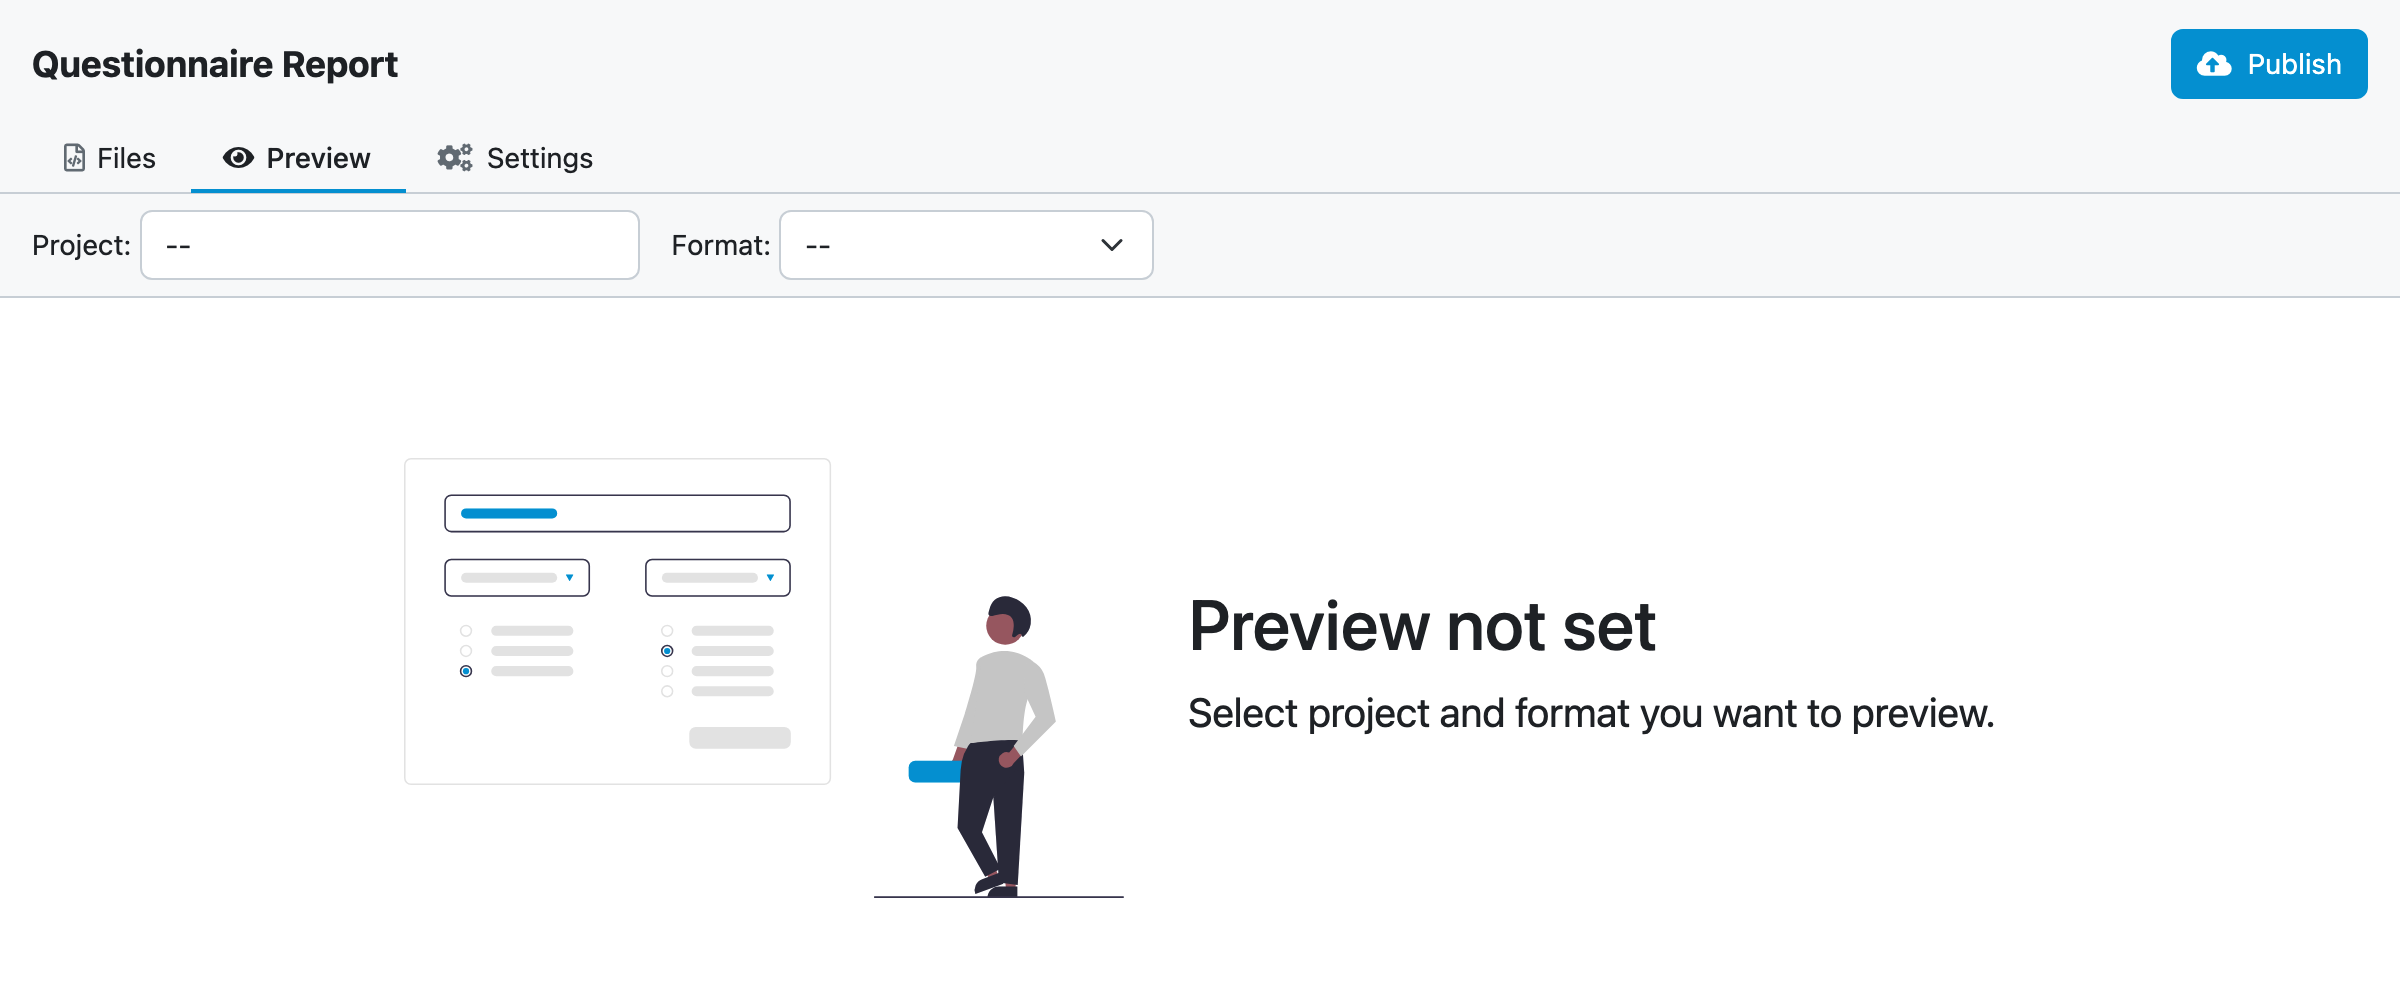 Questionnaire Report
Publish
Files Preview Settings
Project: -- Format: --
Preview not set
Select project and format you want to preview.